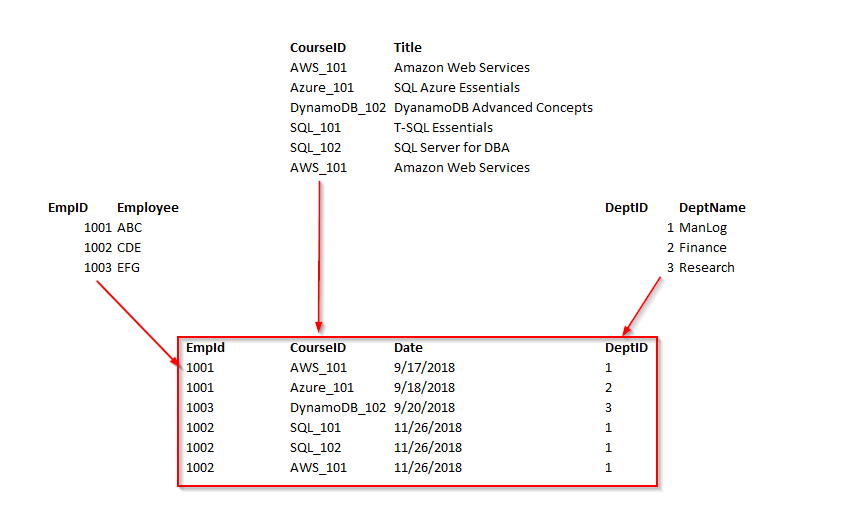 CourseID Title
AWS_101 Amazon Web Services
Azure_101 SQL Azure Essentials
DynamoDB_102 DyanamoDB Advanced Concepts
SQL_101 T-SQL Essentials
SQL_102 SQL Server for DBA
AWS_101 Amazon Web Services
EmpID Employee
1001 ABC
1002 CDE
1003 EFG
DeptID DeptName
1 ManLog
2 Finance
3 Research
EmpId CourseID Date DeptID
1001 AWS_101 9/17/2018 1
1001 Azure_101 9/18/2018 2
1003 DynamoDB_102 9/20/2018 3
1002 SQL_101 11/26/2018 1
1002 SQL_102 11/26/2018 1
1002 AWS_101 11/26/2018 1